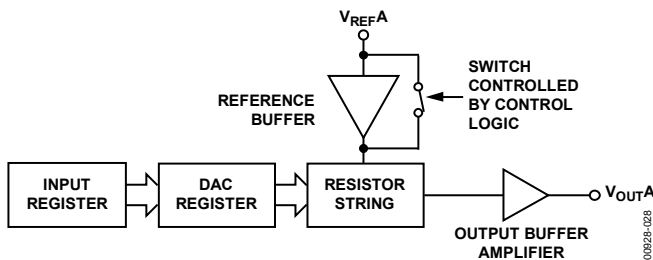 VREFA
SWITCH
CONTROLLED
BY CONTROL
LOGIC
REFERENCE
BUFFER
INPUT
REGISTER
DAC
REGISTER
RESISTOR
STRING
VOUTA
OUTPUT BUFFER
AMPLIFIER
00928-028